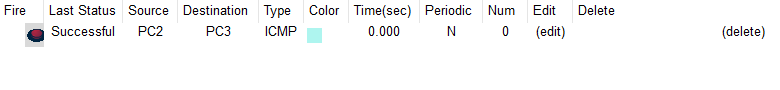 Fire Last Status Source Destination Type Color Time(sec) Periodic Num Edit Delete
Successful PC2 PC3 ICMP 0.000 N 0 (edit) (delete)